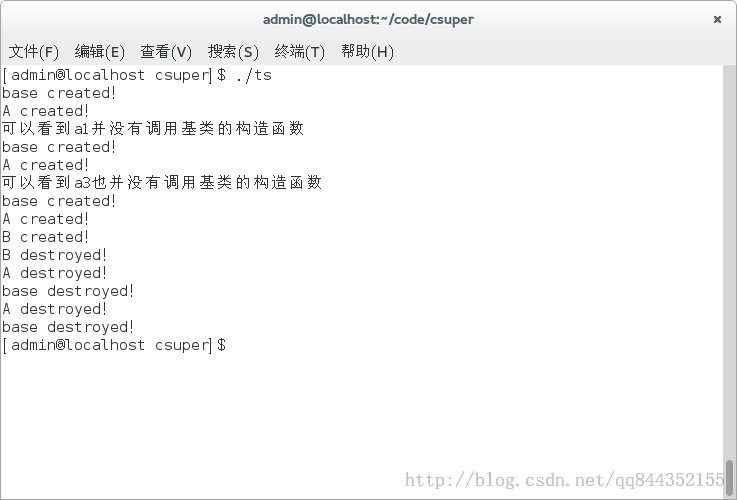 admin@localhost:~/code/csuper ×
文件(F) 编辑(E) 查看(V) 搜索(S) 终端(T) 帮助(H)
[admin@localhost csuper]$ ./ts
base created!
A created!
可以看到a1并没有调用基类的构造函数
base created!
A created!
可以看到a3也并没有调用基类的构造函数
base created!
A created!
B created!
B destroyed!
A destroyed!
base destroyed!
A destroyed!
base destroyed!
[admin@localhost csuper]$
http://blog.csdn.net/qq844352155